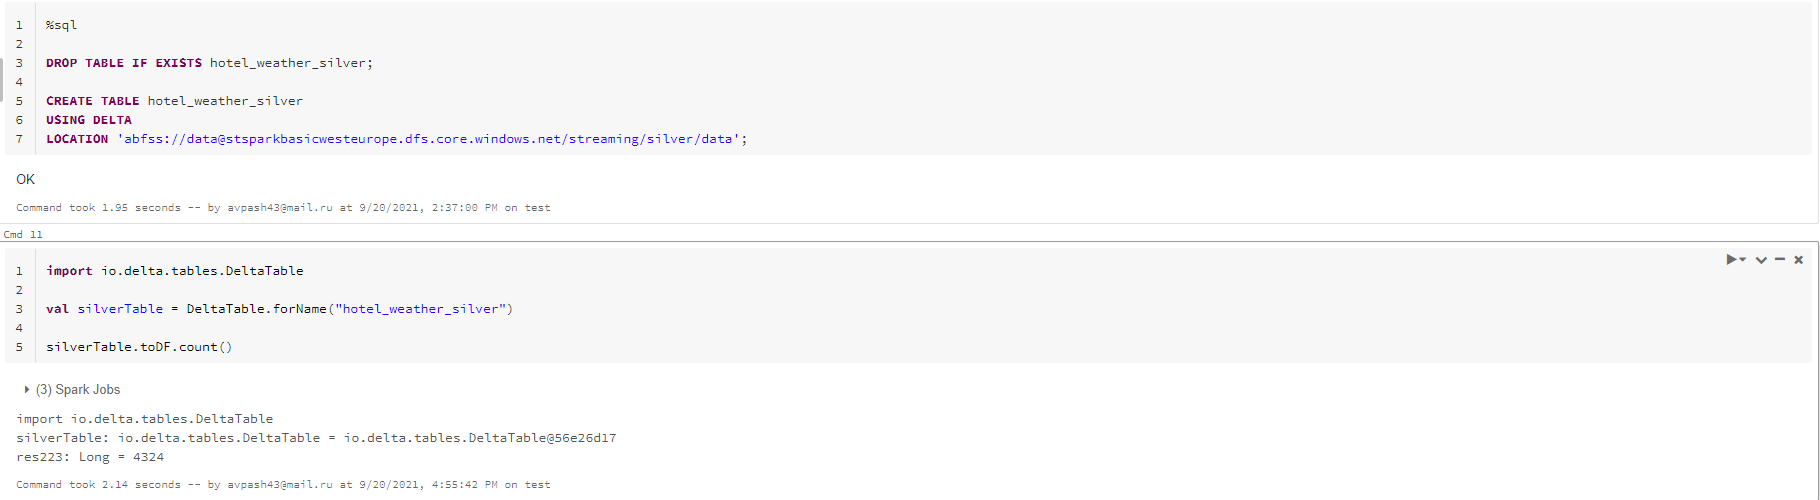 1 %sql
2
3 DROP TABLE IF EXISTS hotel_weather_silver;
4
5 CREATE TABLE hotel_weather_silver
6 USING DELTA
7 LOCATION 'abfss://data@stsparkbasicwesteurope.dfs.core.windows.net/streaming/silver/data';
OK
Command took 1.95 seconds -- by avpash43@mail.ru at 9/20/2021, 2:37:00 PM on test
Cmd 11
1 import io.delta.tables.DeltaTable
2
3 val silverTable = DeltaTable.forName("hotel_weather_silver")
4
5 silverTable.toDF.count()
(3) Spark Jobs
import io.delta.tables.DeltaTable
silverTable: io.delta.tables.DeltaTable = io.delta.tables.DeltaTable@56e26d17
res223: Long = 4324
Command took 2.14 seconds -- by avpash43@mail.ru at 9/20/2021, 4:55:42 PM on test